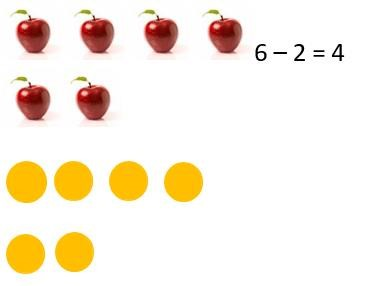 6 – 2 = 4